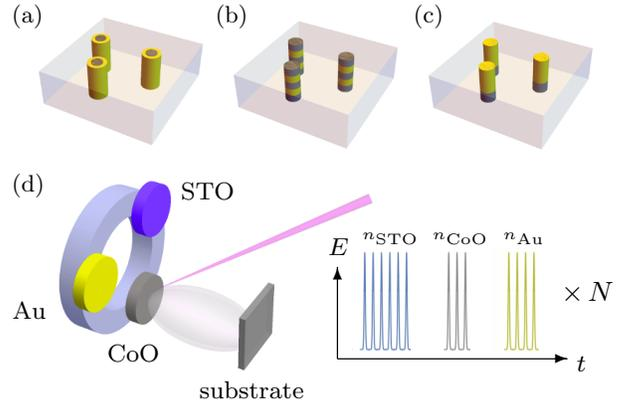 (a) (b) (c)
(d)
STO
Au
CoO
substrate
E
nSTO nCoO nAu
× N
t